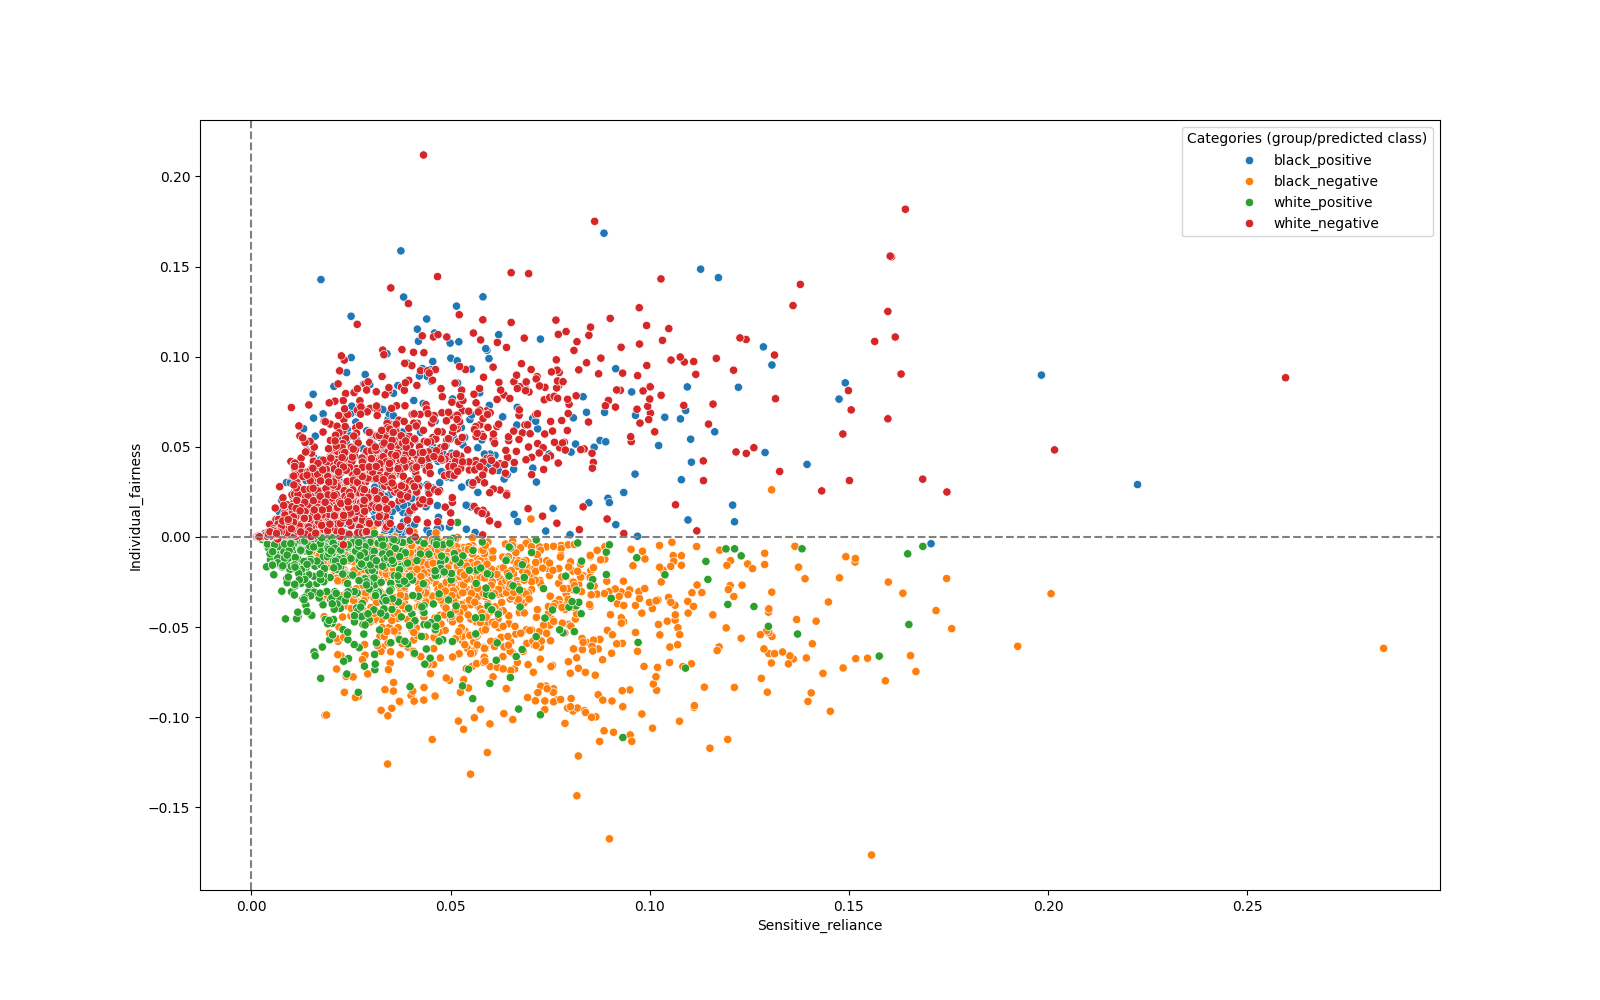 Categories (group/predicted class)
black_positive
black_negative
white_positive
white_negative
0.20
0.15
0.10
0.05
0.00
−0.05
−0.10
−0.15
Individual_fairness
0.00 0.05 0.10 0.15 0.20 0.25
Sensitive_reliance